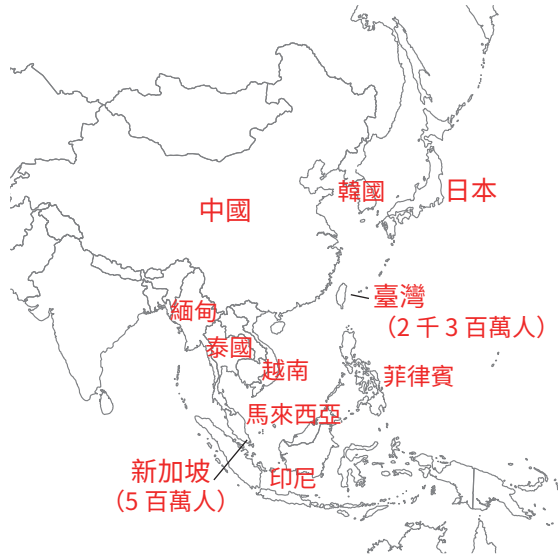 韓國
日本
中國
臺灣
（2 千 3 百萬人）
緬甸
泰國
越南
菲律賓
馬來西亞
新加坡
（5 百萬人）
印尼